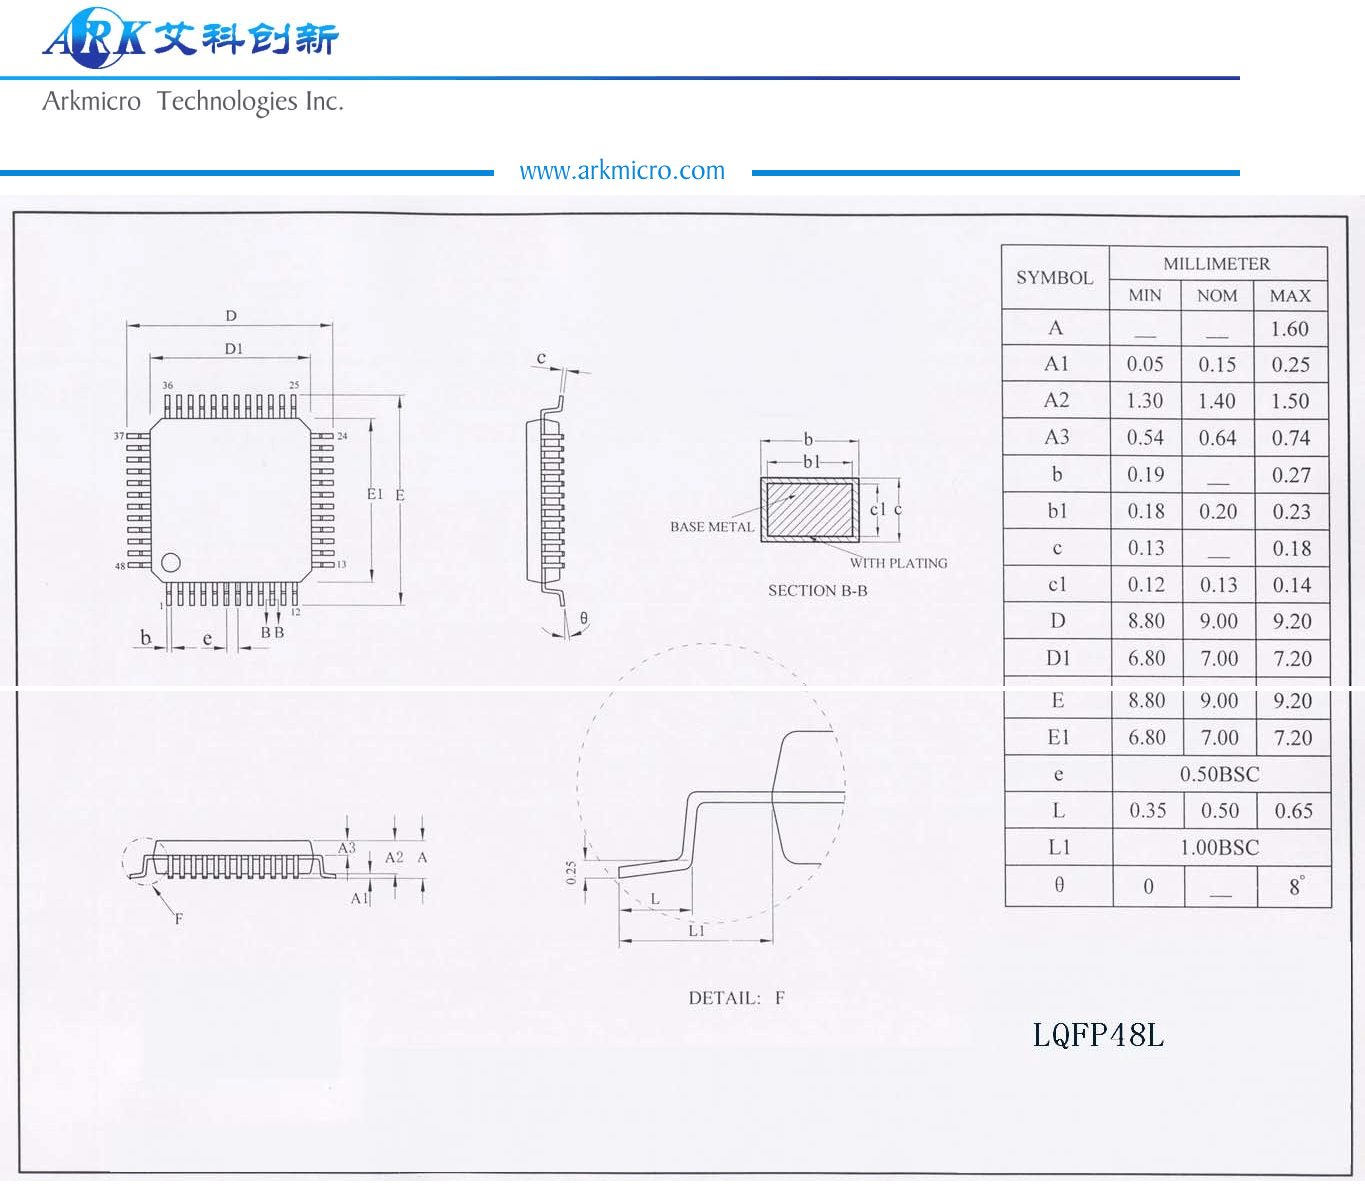 ARK艾科创新
Arkmicro Technologies Inc.
www.arkmicro.com
D
D1
36 25
37 24
E1 E
48 13
1 12
b e B B
c
θ
b
b1
c1 c
BASE METAL
WITH PLATING
SECTION B-B
A3 A2 A
A1
F
0.25
L
L1
DETAIL: F
SYMBOL MILLIMETER
MIN NOM MAX
A — — 1.60
A1 0.05 0.15 0.25
A2 1.30 1.40 1.50
A3 0.54 0.64 0.74
b 0.19 — 0.27
b1 0.18 0.20 0.23
c 0.13 — 0.18
c1 0.12 0.13 0.14
D 8.80 9.00 9.20
D1 6.80 7.00 7.20
E 8.80 9.00 9.20
E1 6.80 7.00 7.20
e 0.50BSC
L 0.35 0.50 0.65
L1 1.00BSC
θ 0 — 8°
LQFP48L